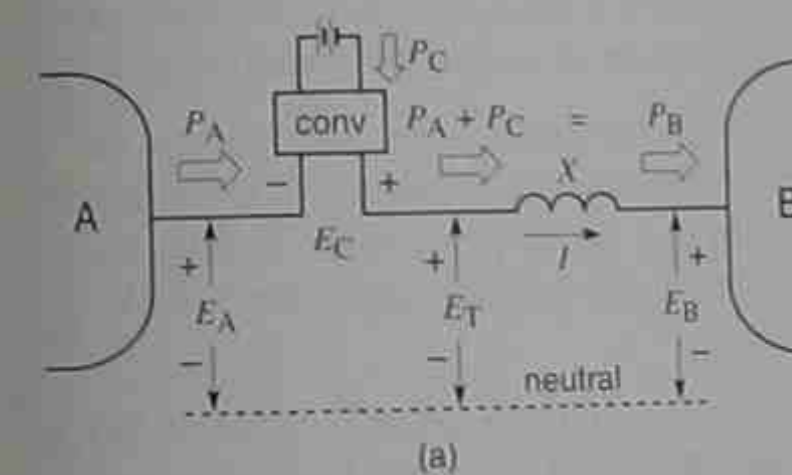 P_C
P_A conv P_A + P_C = P_B
− + X
A E_C I B
+ + +
E_A E_T E_B
− − −
neutral
(a)